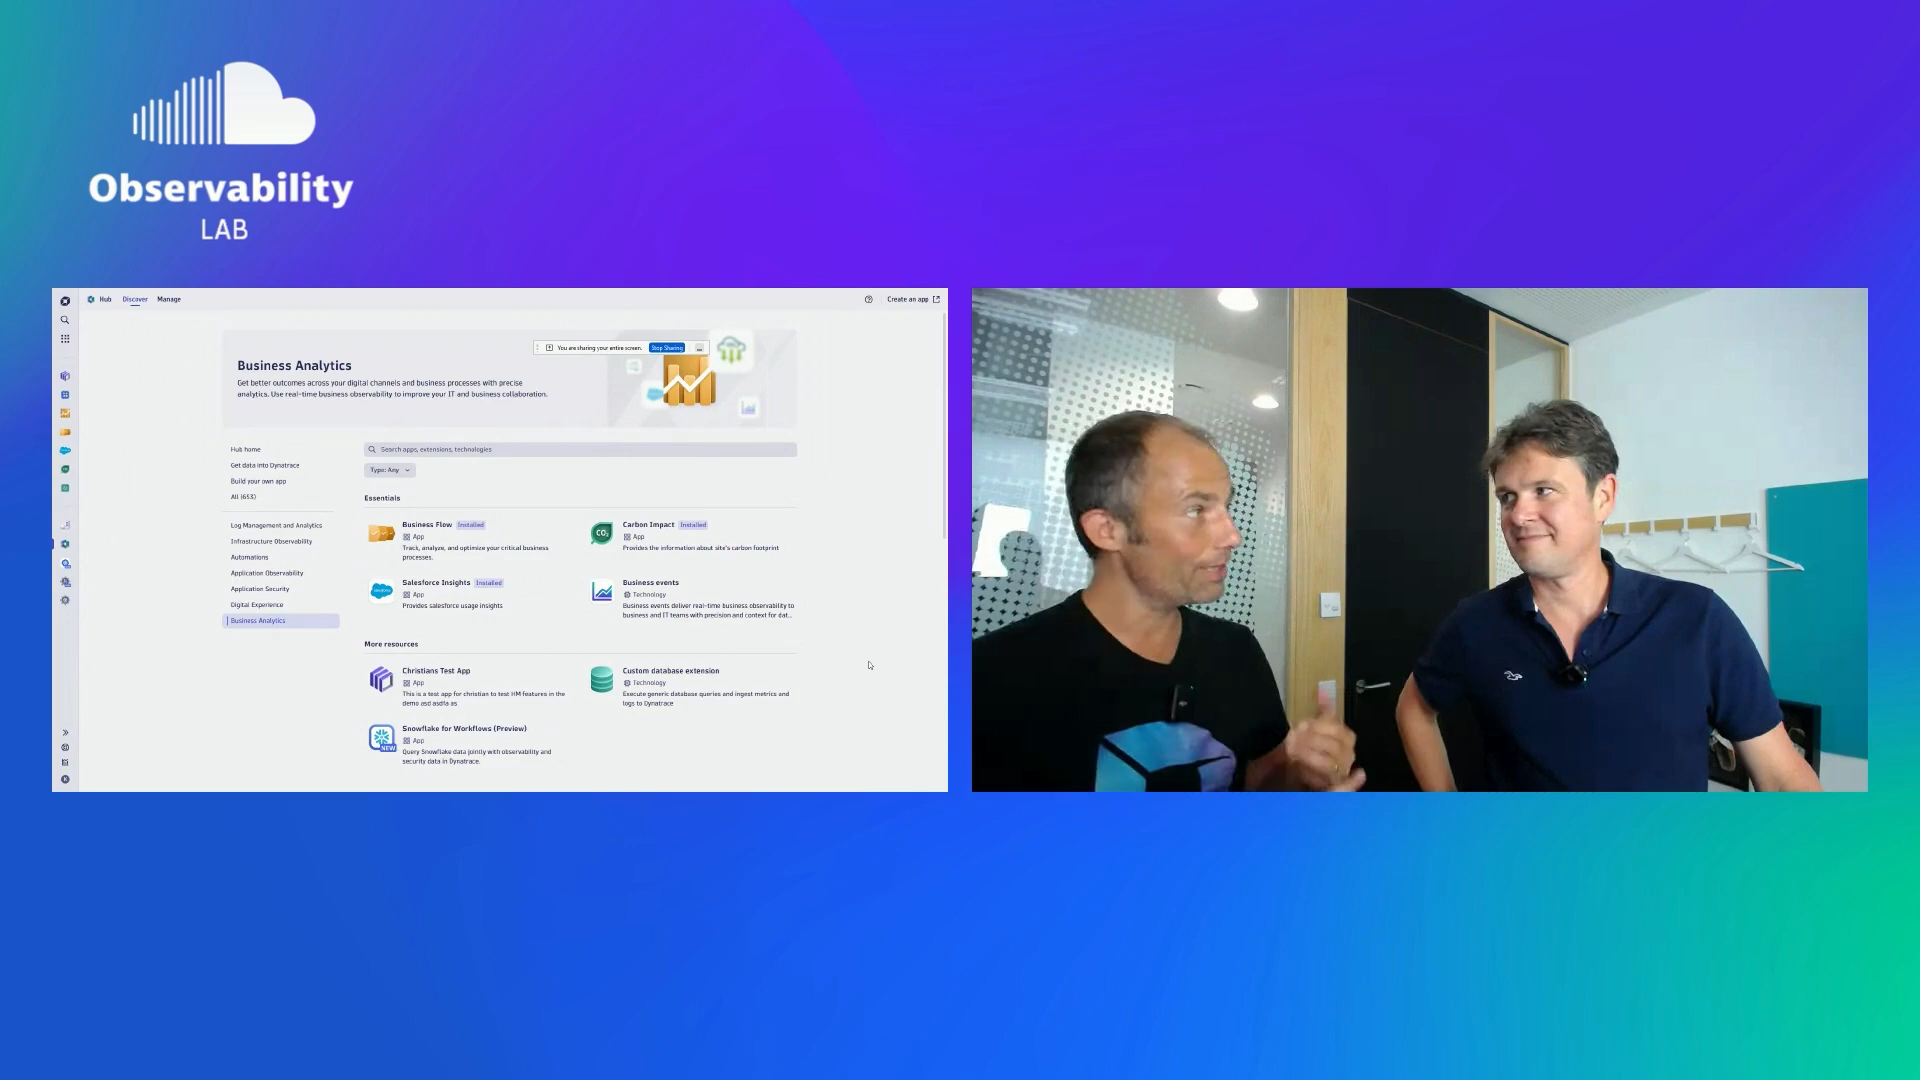 Observability
LAB
Hub
Discover
Manage
Create an app
You are sharing your entire screen.
Stop Sharing
Business Analytics
Get better outcomes across your digital channels and business processes with precise
analytics. Use real-time business observability to improve your IT and business collaboration.
Hub home
Get data into Dynatrace
Build your own app
All (653)
Log Management and Analytics
Infrastructure Observability
Automations
Application Observability
Application Security
Digital Experience
Business Analytics
Search apps, extensions, technologies
Type: Any
Essentials
Business Flow Installed
App
Track, analyze, and optimize your critical business
processes.
CO₂
Carbon Impact Installed
App
Provides the information about site's carbon footprint
salesforce
Salesforce Insights Installed
App
Provides salesforce usage insights
Business events
Technology
Business events deliver real-time business observability to
business and IT teams with precision and context for dat...
More resources
Christians Test App
App
This is a test app for christian to test HM features in the
demo asd asdfa as
Custom database extension
Technology
Execute generic database queries and ingest metrics and
logs to Dynatrace
NEW
Snowflake for Workflows (Preview)
App
Query Snowflake data jointly with observability and
security data in Dynatrace.